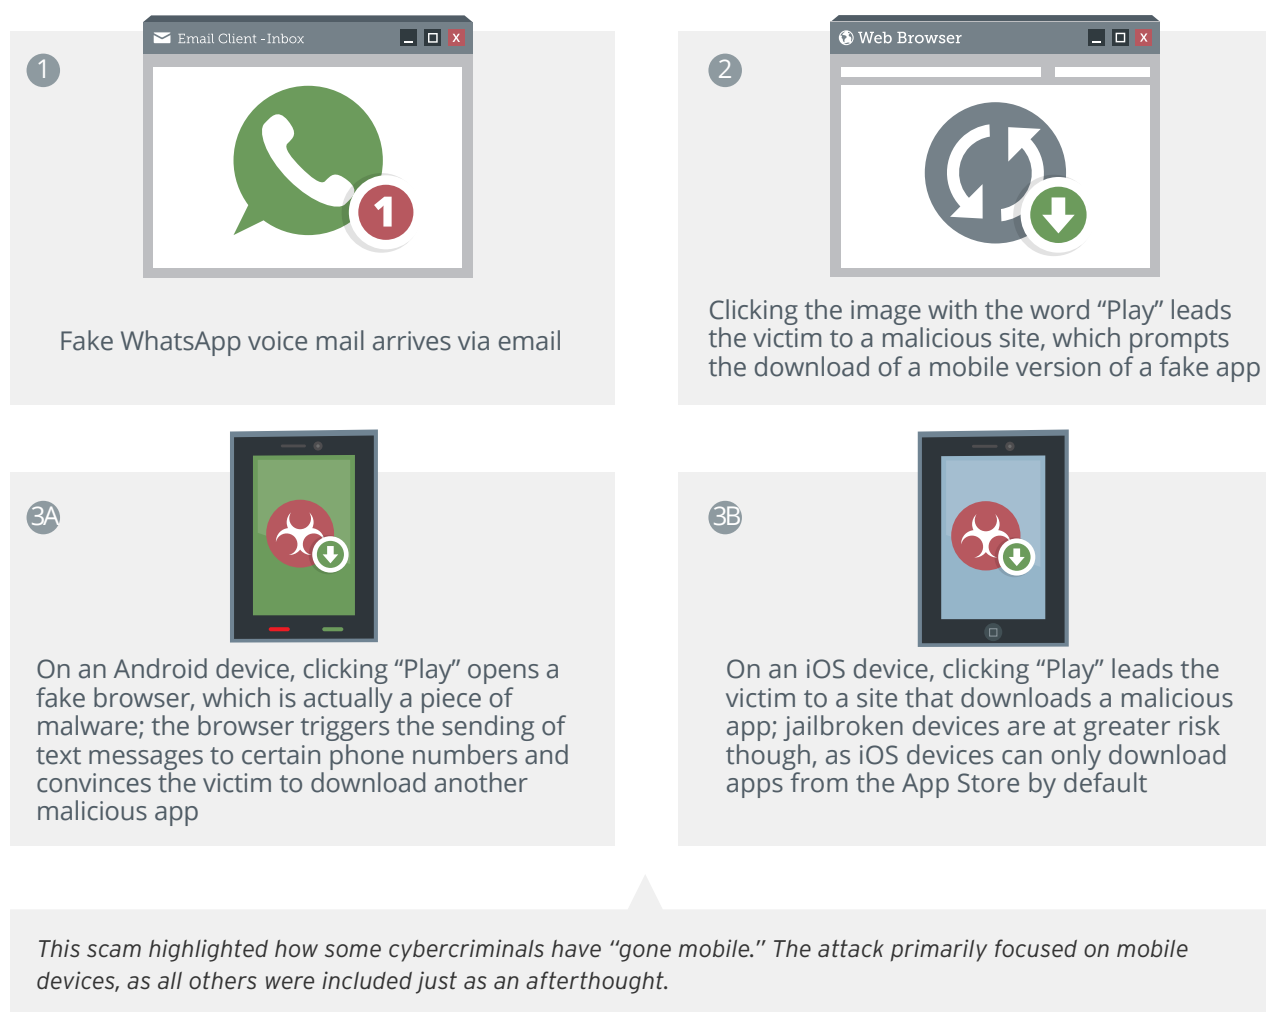 Email Client -Inbox
X
1
1
Fake WhatsApp voice mail arrives via email
Web Browser
X
2
Clicking the image with the word “Play” leads
the victim to a malicious site, which prompts
the download of a mobile version of a fake app
3A
On an Android device, clicking “Play” opens a
fake browser, which is actually a piece of
malware; the browser triggers the sending of
text messages to certain phone numbers and
convinces the victim to download another
malicious app
3B
On an iOS device, clicking “Play” leads the
victim to a site that downloads a malicious
app; jailbroken devices are at greater risk
though, as iOS devices can only download
apps from the App Store by default
This scam highlighted how some cybercriminals have “gone mobile.” The attack primarily focused on mobile
devices, as all others were included just as an afterthought.